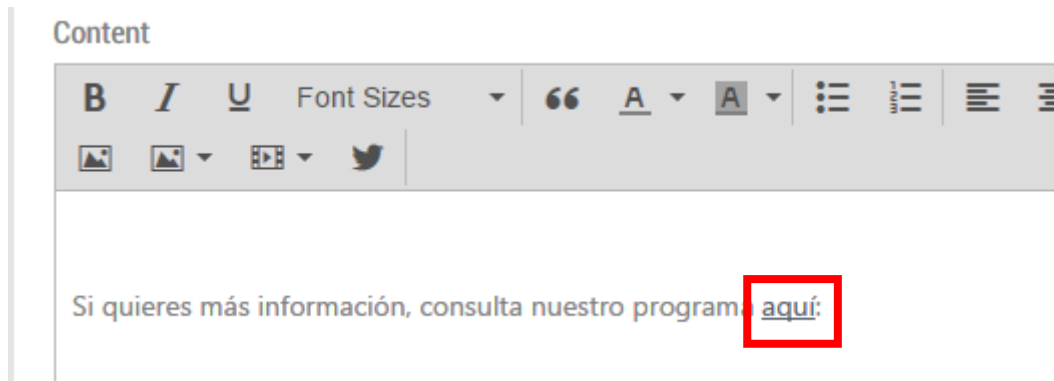 Content
B I U Font Sizes 66 A A
Si quieres más información, consulta nuestro programa aquí: